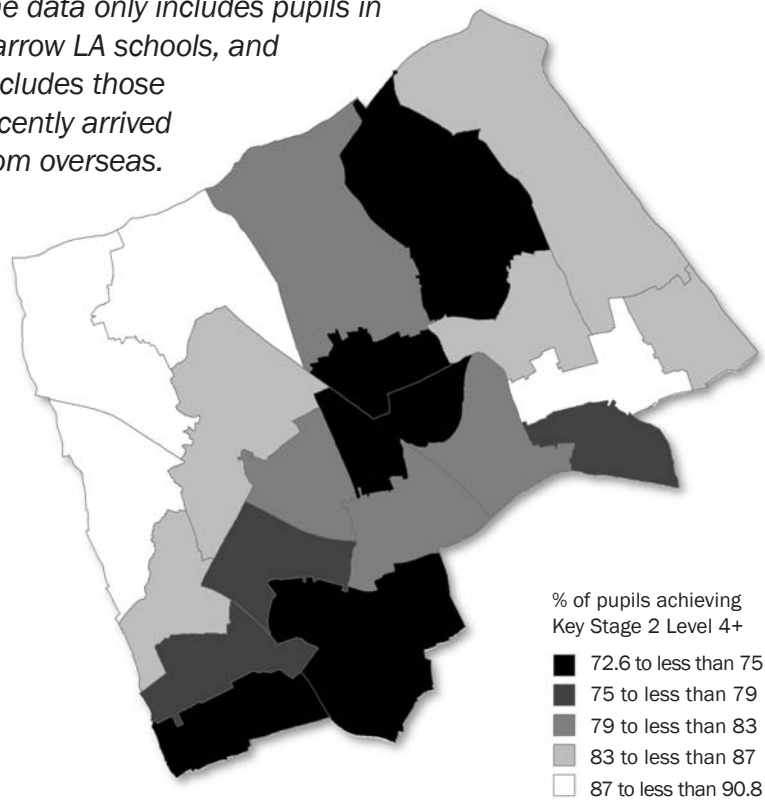 he data only includes pupils in
arrow LA schools, and
cludes those
cently arrived
om overseas.
% of pupils achieving
Key Stage 2 Level 4+
72.6 to less than 75
75 to less than 79
79 to less than 83
83 to less than 87
87 to less than 90.8